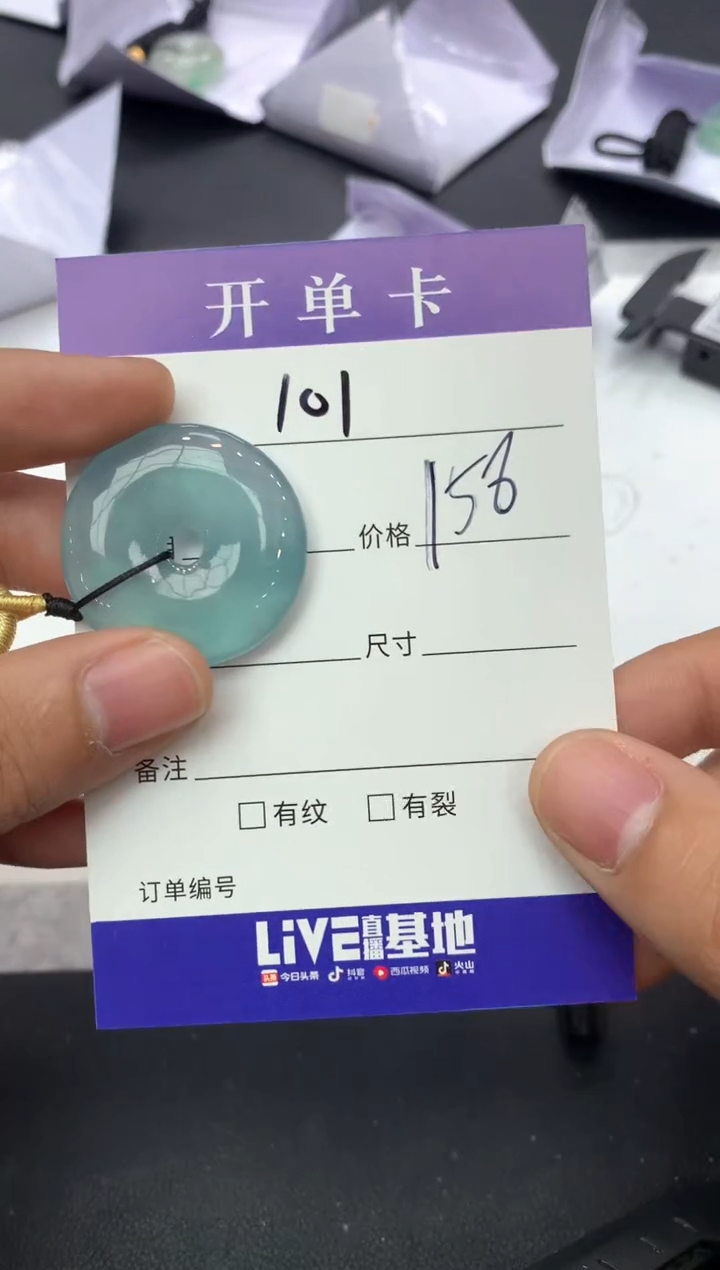 开单卡
101
价格 158
尺寸
备注
□有纹 □有裂
订单编号
LiVE直播基地
头条 今日头条 抖音 西瓜视频 火山